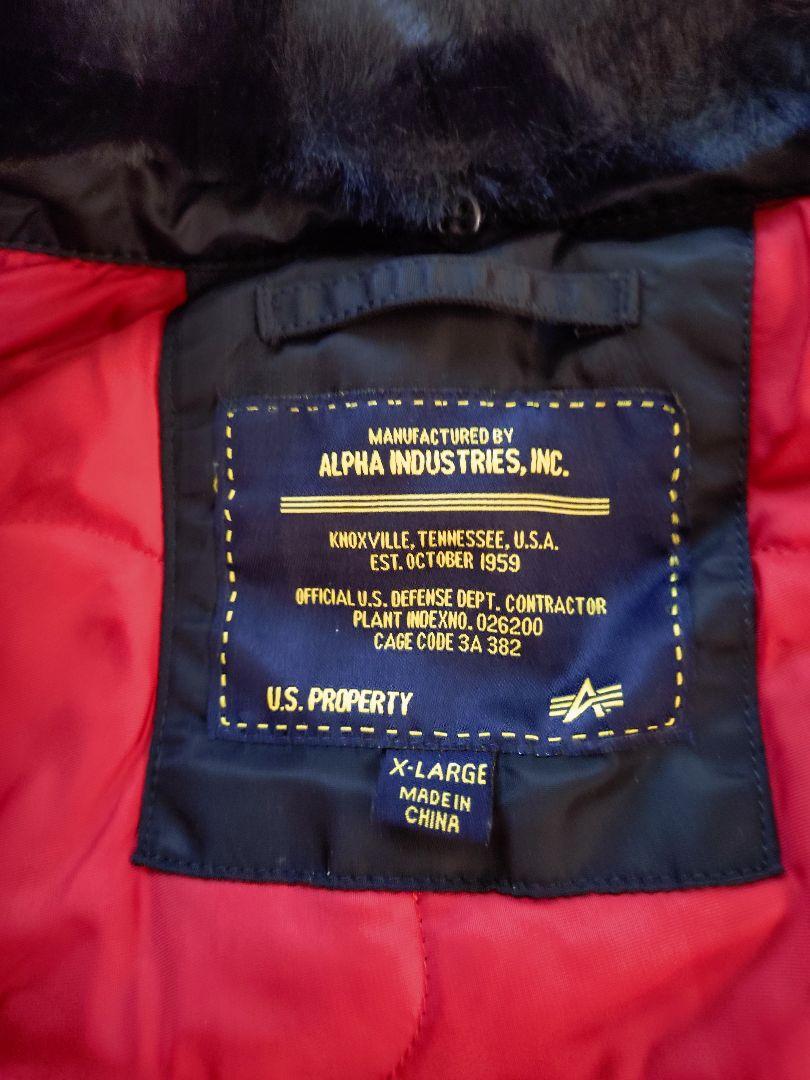 MANUFACTURED BY
ALPHA INDUSTRIES, INC.
KNOXVILLE, TENNESSEE, U.S.A.
EST. OCTOBER 1959
OFFICIAL U.S. DEFENSE DEPT. CONTRACTOR
PLANT INDEXNO. 026200
CAGE CODE 3A 382
U.S. PROPERTY
X-LARGE
MADE IN
CHINA